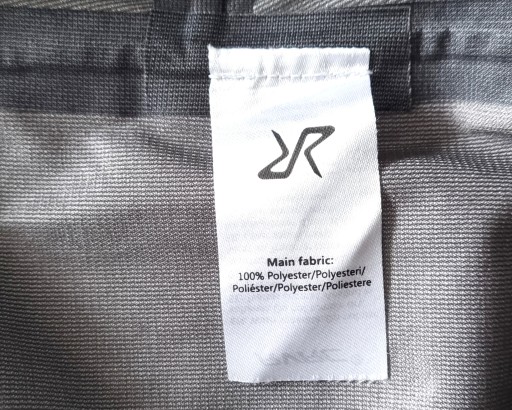 Main fabric:
100% Polyester/Polyesteri/
Poliéster/Polyester/Poliestere